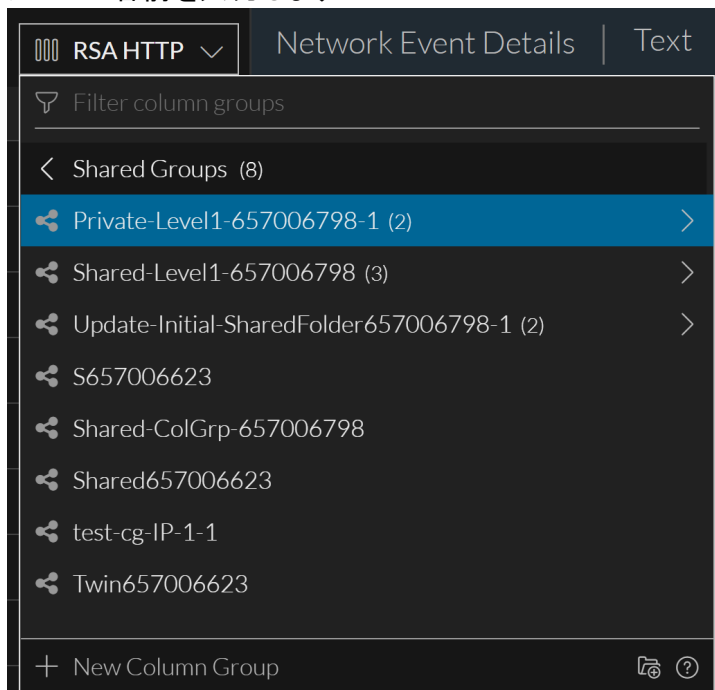 RSA HTTP
Network Event Details | Text
Filter column groups
Shared Groups (8)
Private-Level1-657006798-1 (2)
Shared-Level1-657006798 (3)
Update-Initial-SharedFolder657006798-1 (2)
S657006623
Shared-ColGrp-657006798
Shared657006623
test-cg-IP-1-1
Twin657006623
New Column Group